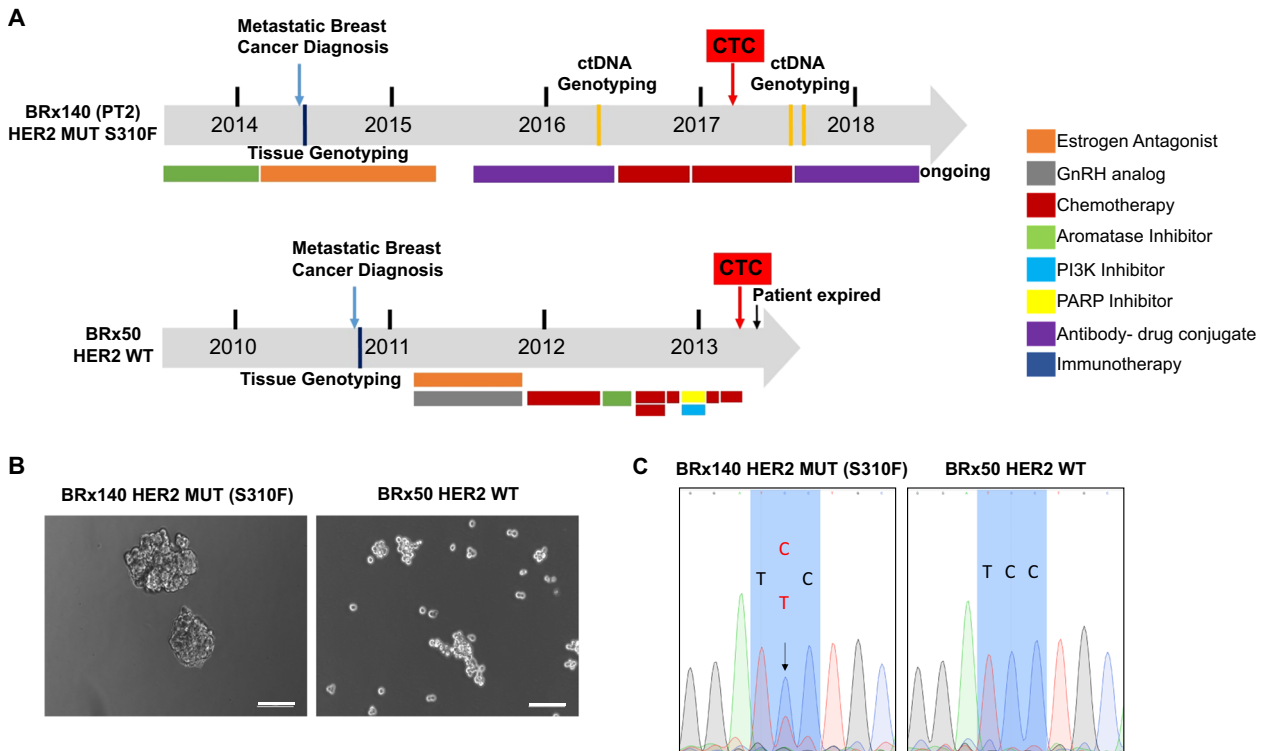 A
Metastatic Breast
Cancer Diagnosis
CTC
ctDNA
Genotyping
ctDNA
Genotyping
BRx140 (PT2)
HER2 MUT S310F
2014
2015
2016
2017
2018
Tissue Genotyping
ongoing
Metastatic Breast
Cancer Diagnosis
CTC
Patient expired
BRx50
HER2 WT
2010
2011
2012
2013
Tissue Genotyping
Estrogen Antagonist
GnRH analog
Chemotherapy
Aromatase Inhibitor
PI3K Inhibitor
PARP Inhibitor
Antibody- drug conjugate
Immunotherapy
B
BRx140 HER2 MUT (S310F)
BRx50 HER2 WT
C
BRx140 HER2 MUT (S310F)
BRx50 HER2 WT
C
T C
T
T C C